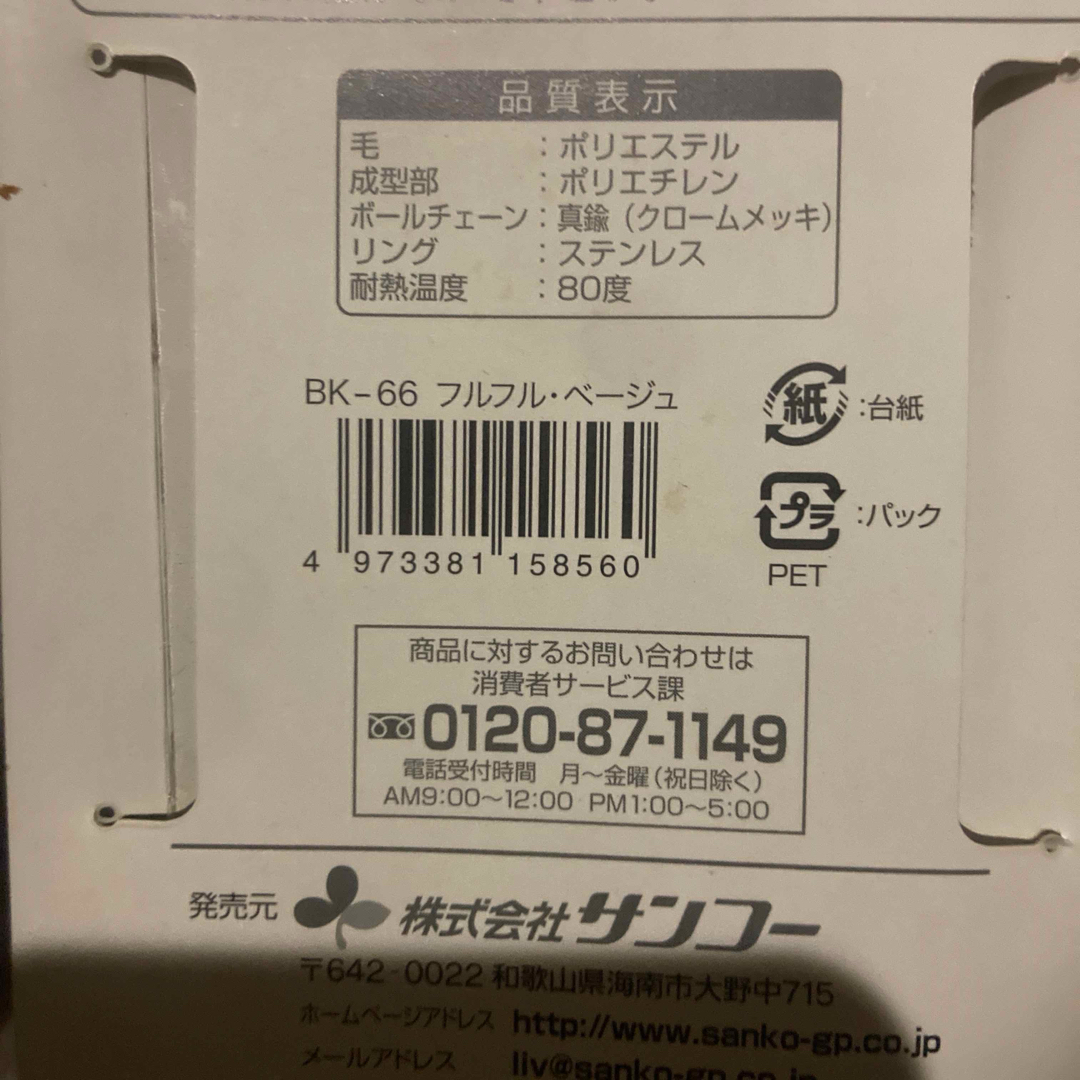 品質表示
毛 : ポリエステル
成型部 : ポリエチレン
ボールチェーン : 真鍮（クロームメッキ）
リング : ステンレス
耐熱温度 : 80度
BK-66 フルフル・ベージュ
紙 :台紙
プラ :パック
PET
4 973381 158560
商品に対するお問い合わせは
消費者サービス課
0120-87-1149
電話受付時間 月～金曜（祝日除く）
AM9:00～12:00 PM1:00～5:00
発売元 株式会社サンコー
〒642-0022 和歌山県海南市大野中715
ホームページアドレス http://www.sanko-gp.co.jp
メールアドレス liv@sanko-gp.co.jp